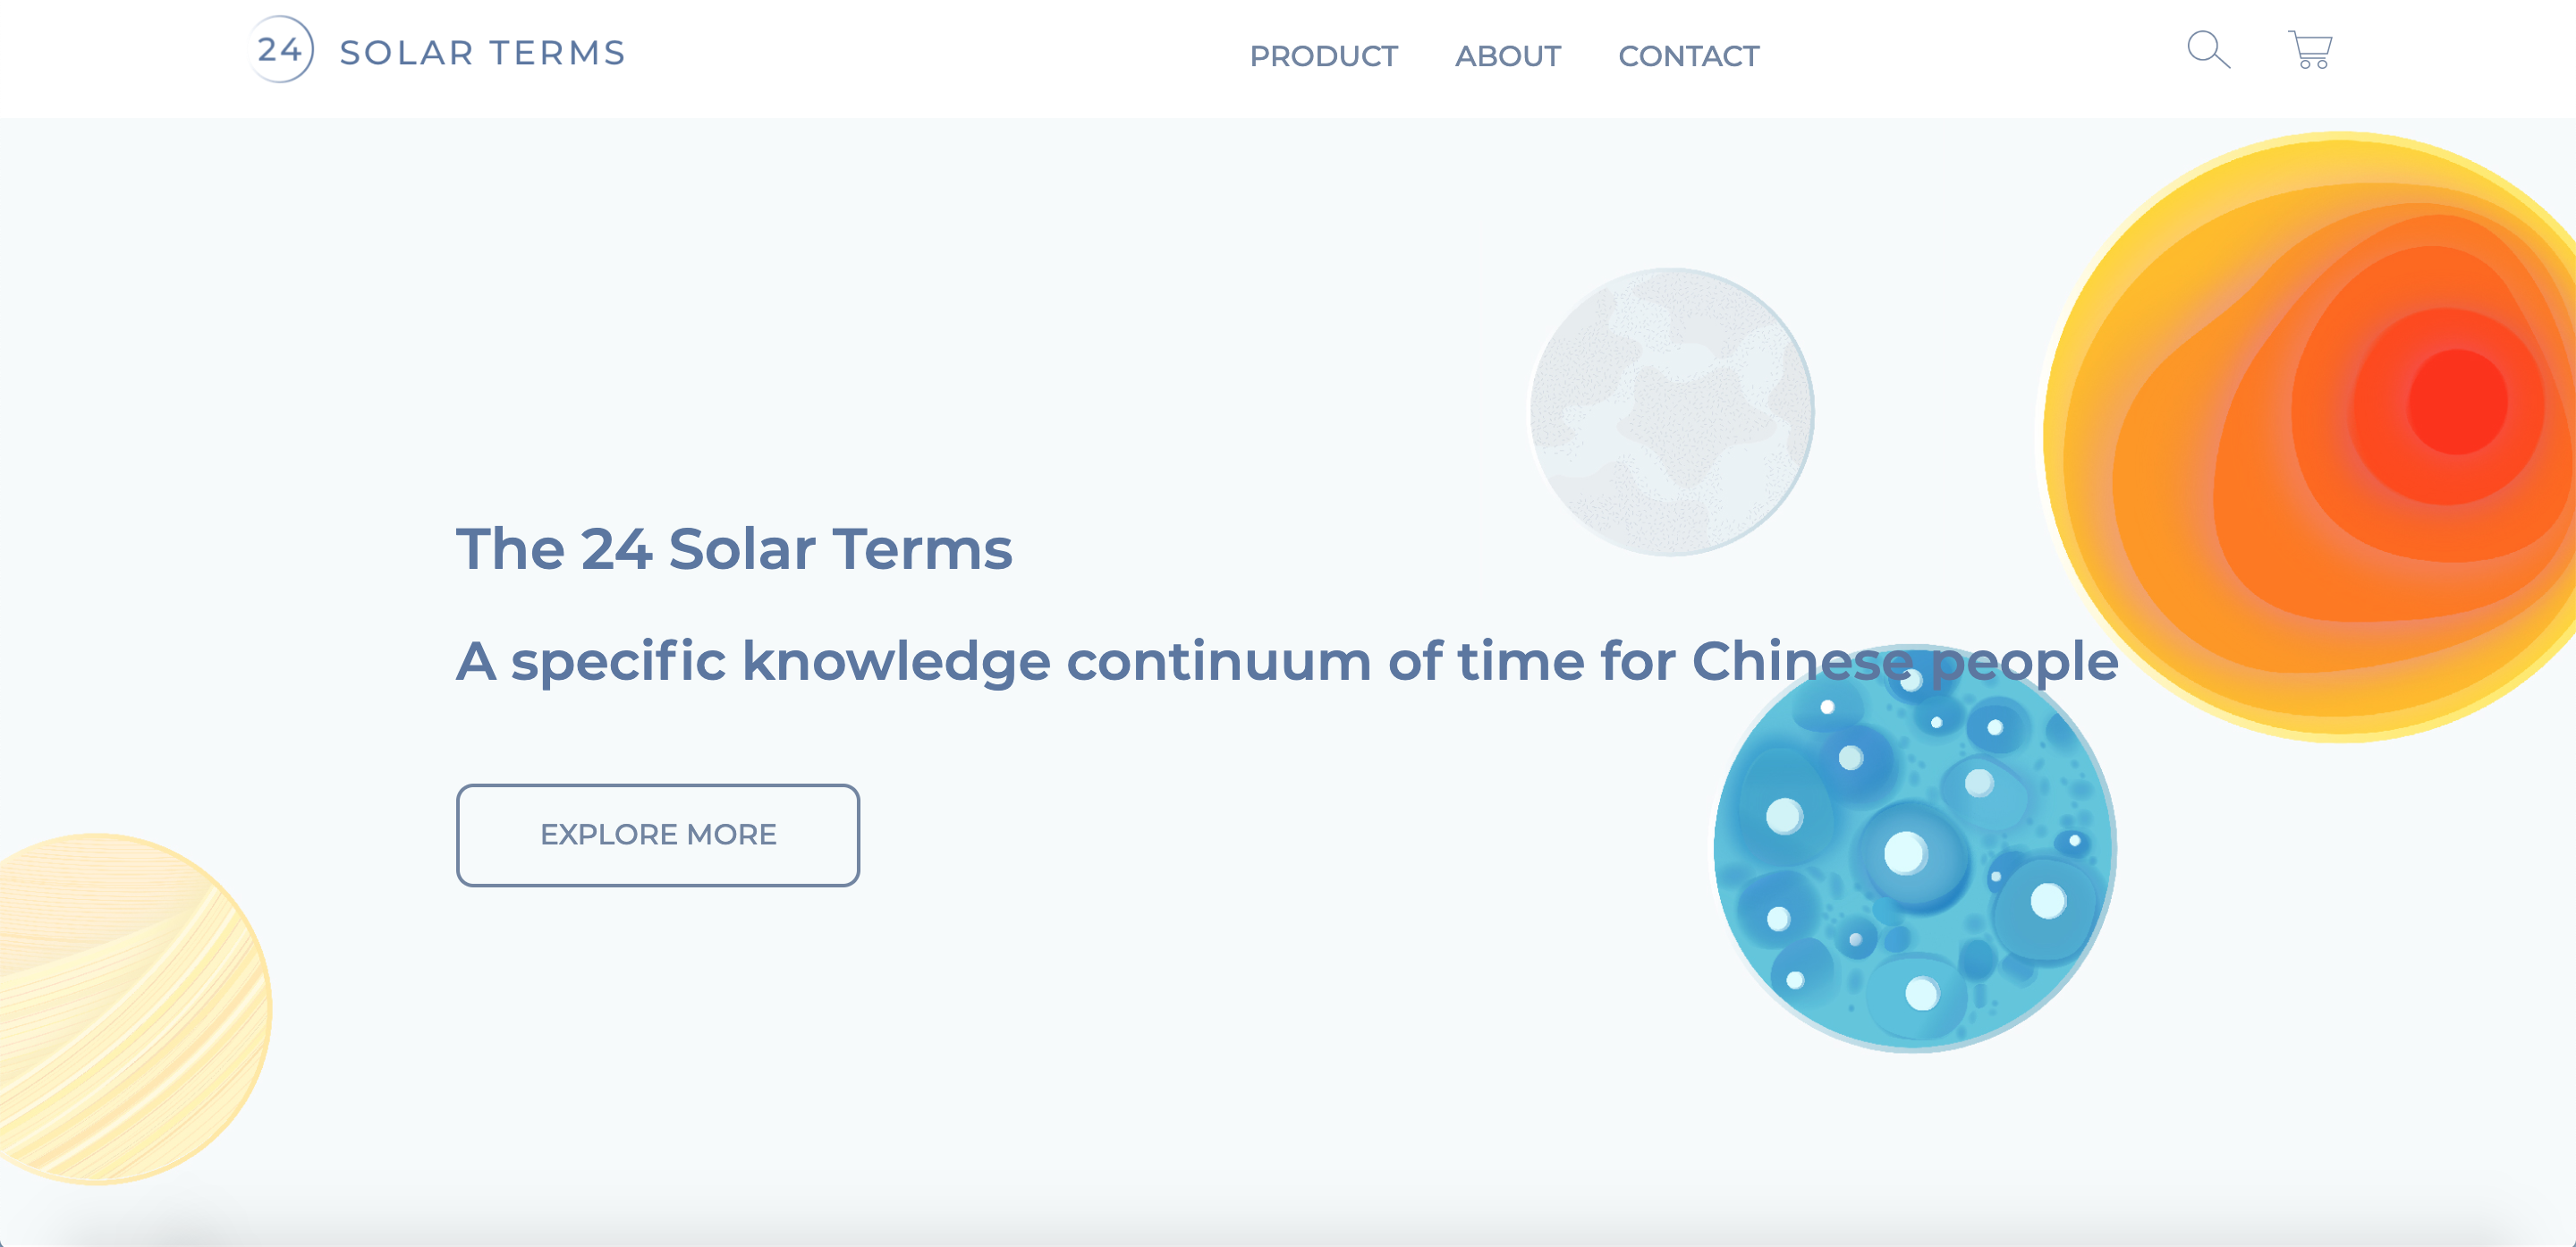 24 SOLAR TERMS
PRODUCT ABOUT CONTACT
The 24 Solar Terms
A specific knowledge continuum of time for Chinese people
EXPLORE MORE